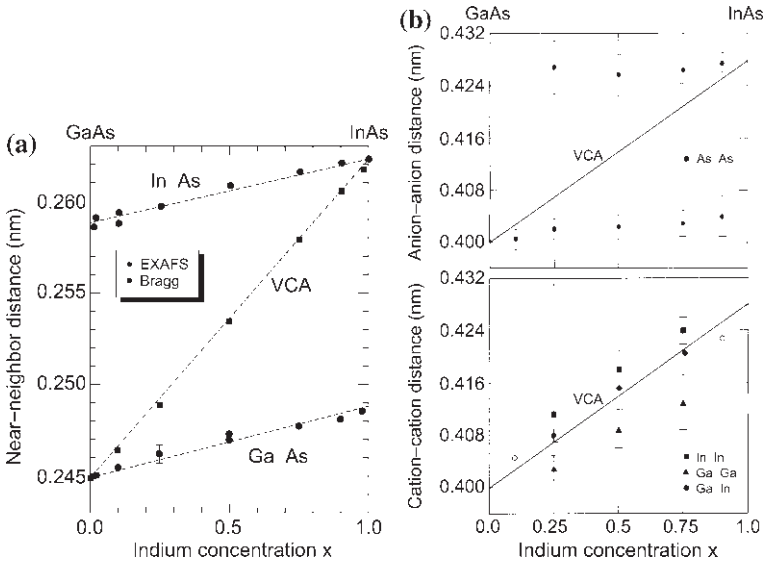 (a)
GaAs InAs
Near-neighbor distance (nm)
0.260
0.255
0.250
0.245
In As
EXAFS
Bragg
VCA
Ga As
0.0 0.5 1.0
Indium concentration x
(b)
GaAs InAs
Anion-anion distance (nm)
0.432
0.424
0.416
0.408
0.400
VCA
As As
Cation-cation distance (nm)
0.432
0.424
0.416
0.408
0.400
VCA
In In
Ga Ga
Ga In
0.0 0.25 0.5 0.75 1.0
Indium concentration x